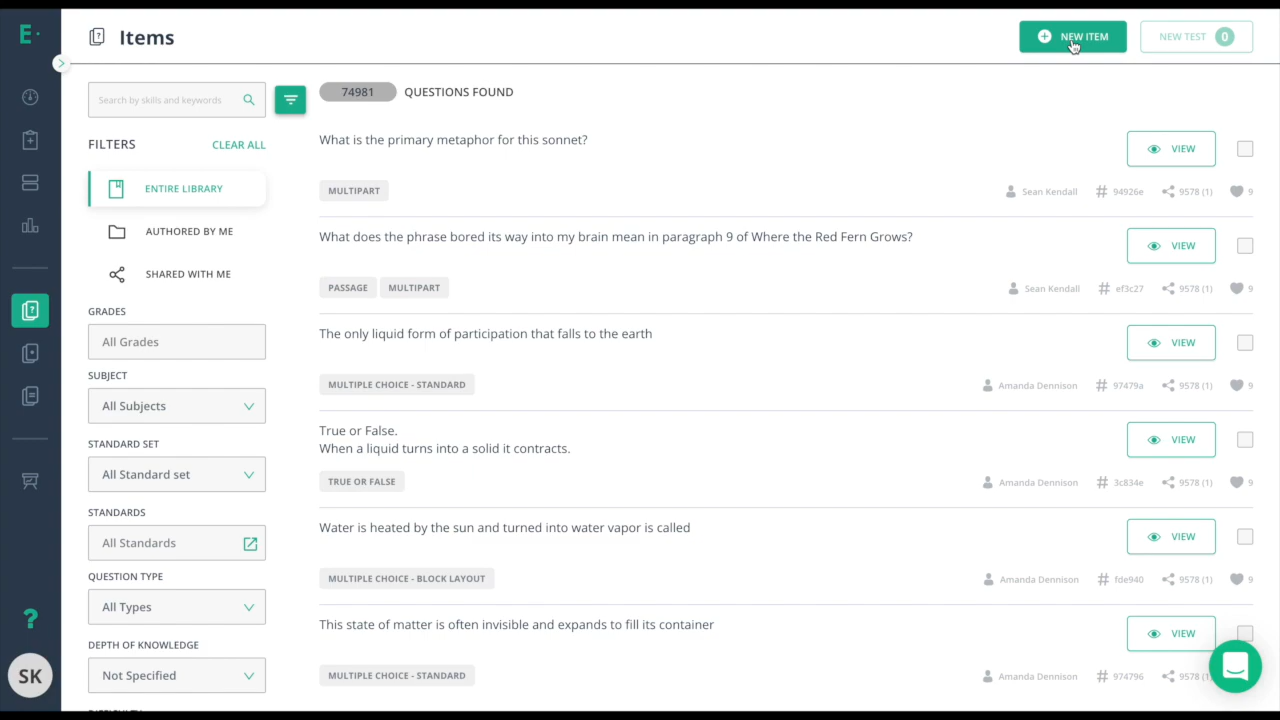 E
Items
NEW ITEM
NEW TEST 0
Search by skills and keywords
74981 QUESTIONS FOUND
FILTERS
CLEAR ALL
ENTIRE LIBRARY
AUTHORED BY ME
SHARED WITH ME
GRADES
All Grades
SUBJECT
All Subjects
STANDARD SET
All Standard set
STANDARDS
All Standards
QUESTION TYPE
All Types
DEPTH OF KNOWLEDGE
Not Specified
?
SK
What is the primary metaphor for this sonnet?
VIEW
MULTIPART
Sean Kendall # 94926e 9578 (1) 9
What does the phrase bored its way into my brain mean in paragraph 9 of Where the Red Fern Grows?
VIEW
PASSAGE MULTIPART
Sean Kendall # ef3c27 9578 (1) 9
The only liquid form of participation that falls to the earth
VIEW
MULTIPLE CHOICE - STANDARD
Amanda Dennison # 97479a 9578 (1) 9
True or False.
When a liquid turns into a solid it contracts.
VIEW
TRUE OR FALSE
Amanda Dennison # 3c834e 9578 (1) 9
Water is heated by the sun and turned into water vapor is called
VIEW
MULTIPLE CHOICE - BLOCK LAYOUT
Amanda Dennison # fde940 9578 (1) 9
This state of matter is often invisible and expands to fill its container
VIEW
MULTIPLE CHOICE - STANDARD
Amanda Dennison # 974796 9578